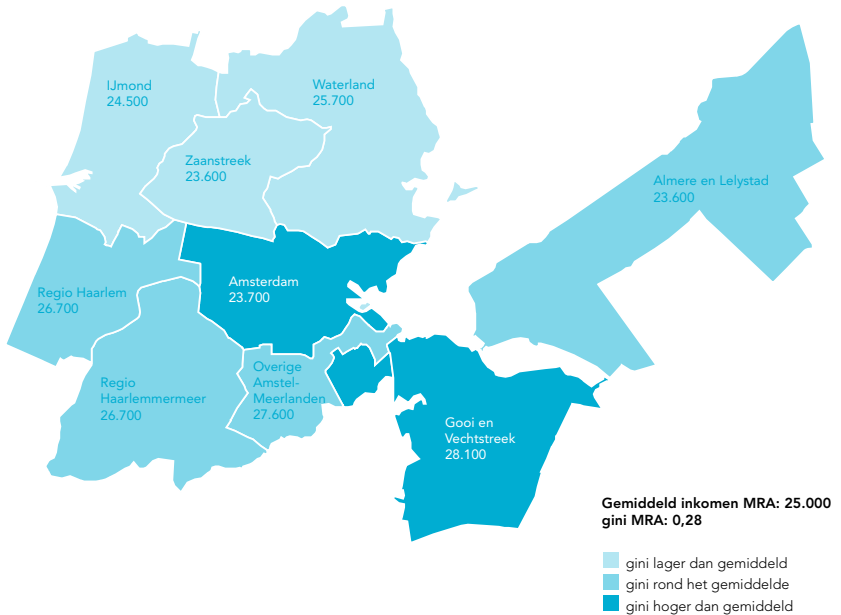 IJmond
24.500
Waterland
25.700
Zaanstreek
23.600
Almere en Lelystad
23.600
Regio Haarlem
26.700
Amsterdam
23.700
Regio
Haarlemmermeer
26.700
Overige
Amstel-
Meerlanden
27.600
Gooi en
Vechtstreek
28.100
Gemiddeld inkomen MRA: 25.000
gini MRA: 0,28
gini lager dan gemiddeld
gini rond het gemiddelde
gini hoger dan gemiddeld